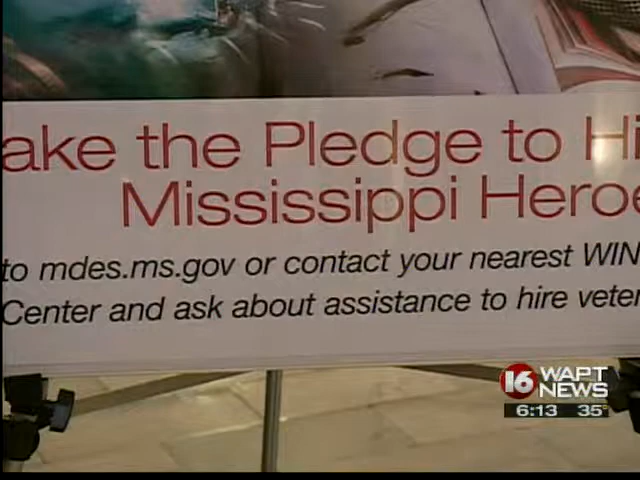 ake the Pledge to Hi
Mississippi Heroe
to mdes.ms.gov or contact your nearest WIN
Center and ask about assistance to hire veter
16 WAPT
NEWS
6:13 35°